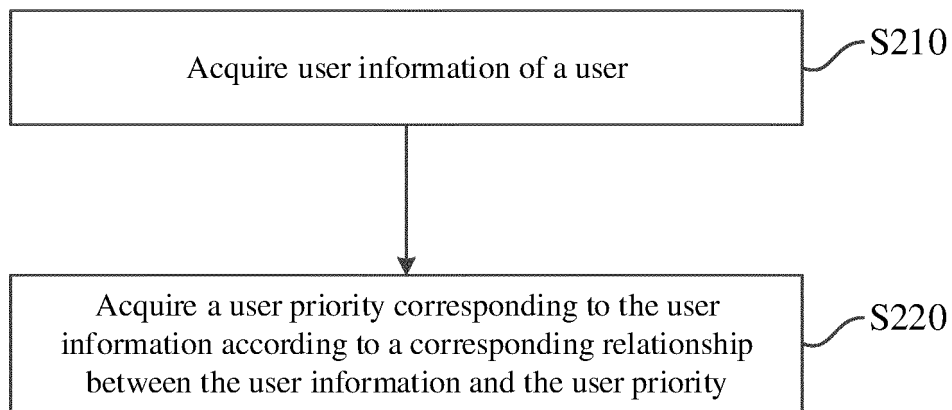 Acquire user information of a user
S210
Acquire a user priority corresponding to the user
information according to a corresponding relationship
between the user information and the user priority
S220